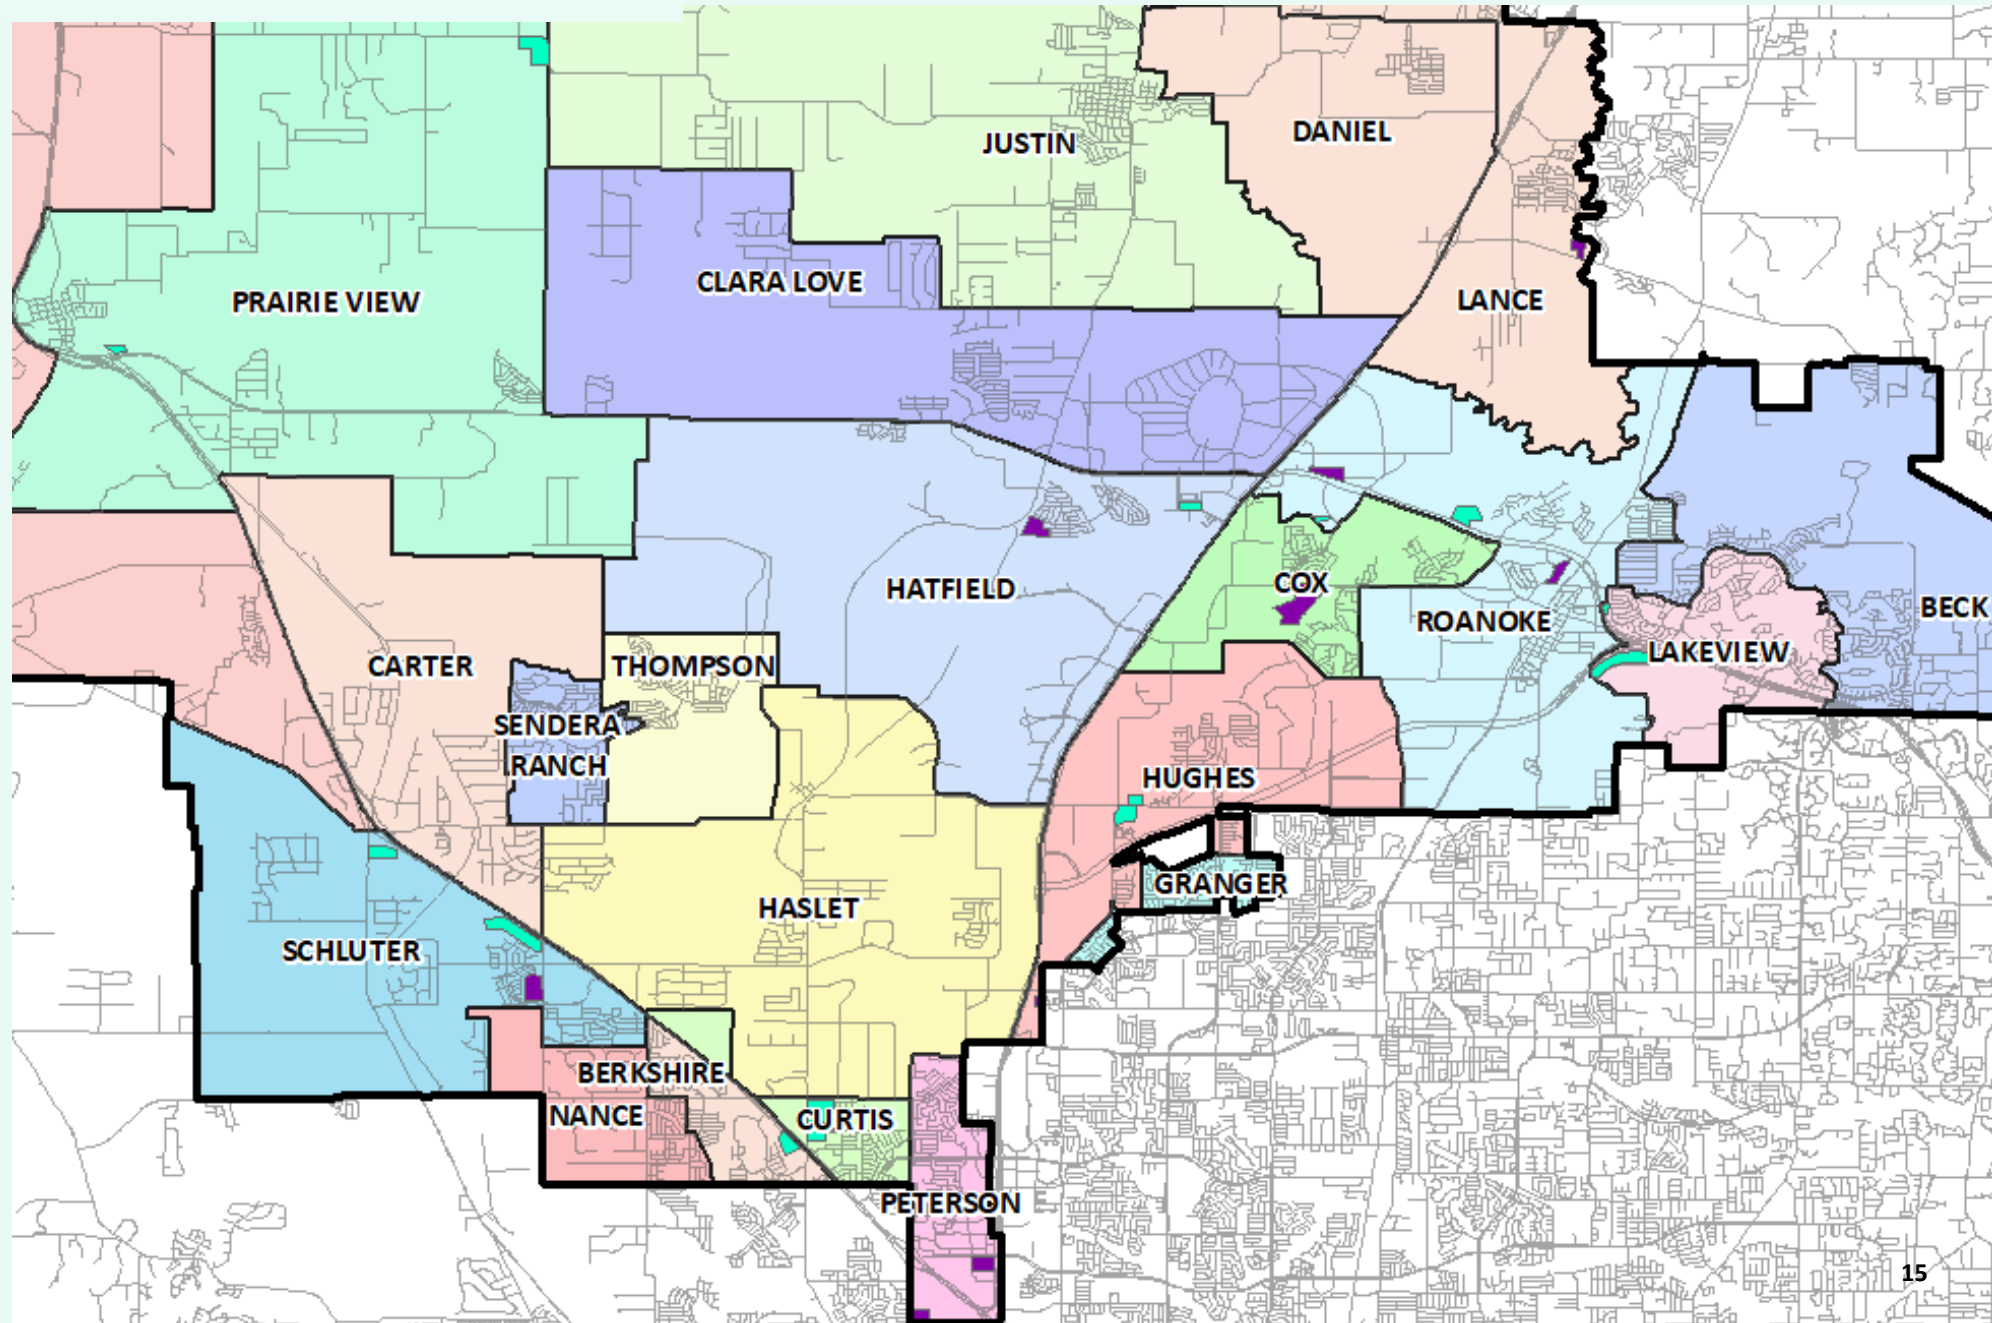 DANIEL
JUSTIN
CLARA LOVE
PRAIRIE VIEW
LANCE
HATFIELD
COX
ROANOKE
BECK
LAKEVIEW
CARTER
THOMPSON
SENDERA
RANCH
HUGHES
GRANGER
HASLET
SCHLUTER
BERKSHIRE
NANCE
CURTIS
PETERSON
15